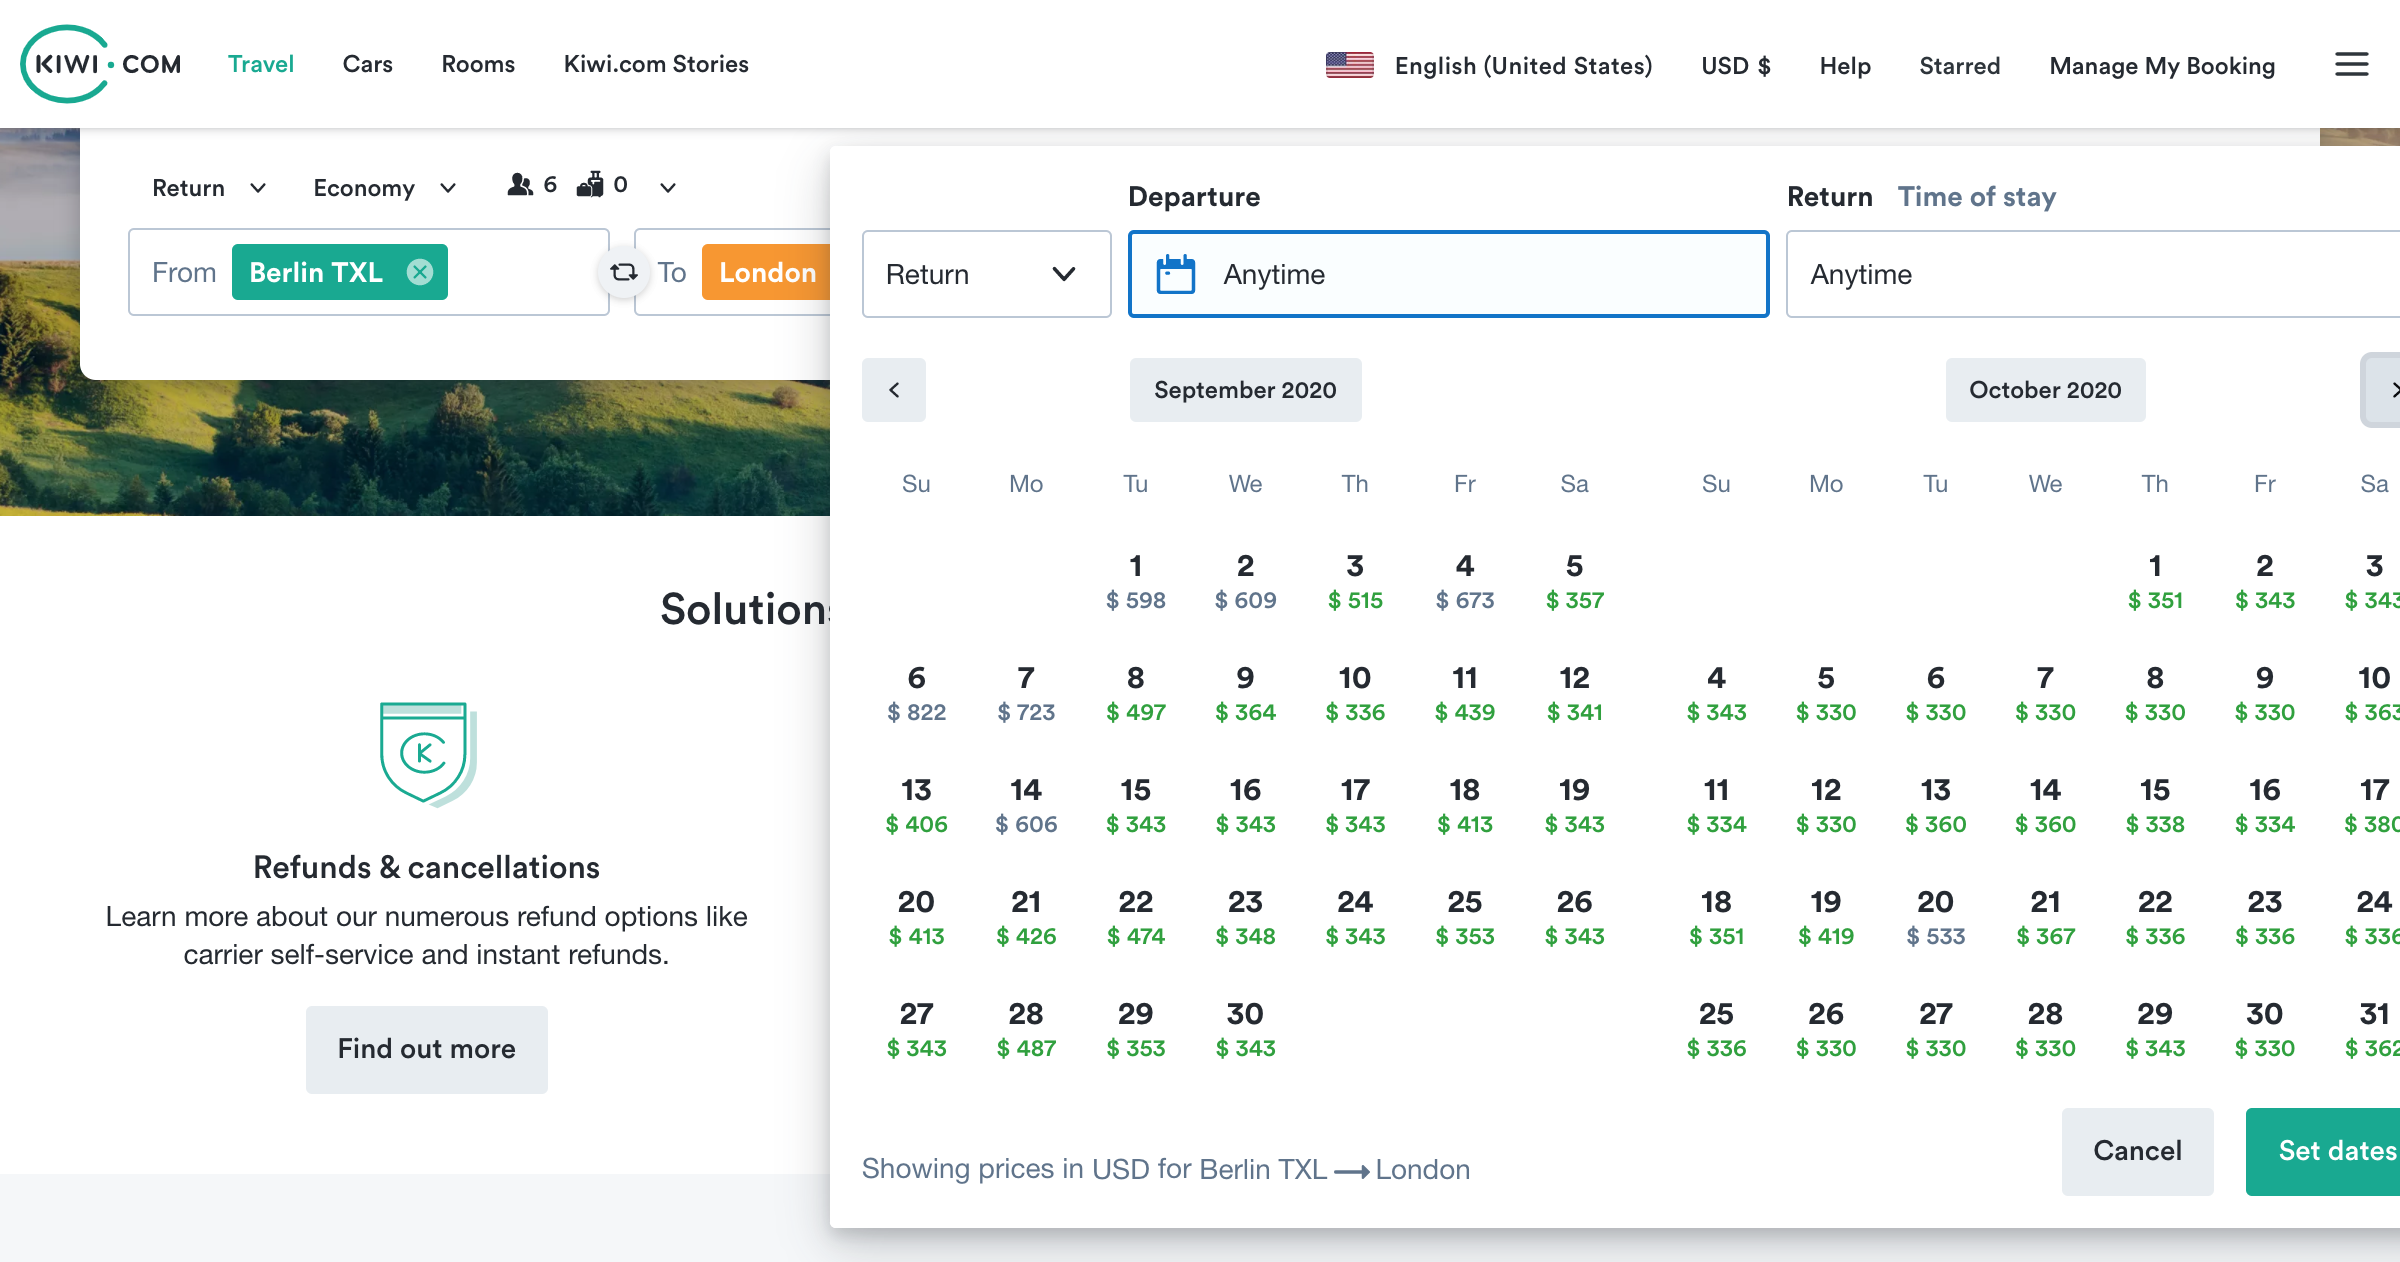 KIWI.COM Travel Cars Rooms Kiwi.com Stories English (United States) USD $ Help Starred Manage My Booking
Return Economy 6 0
From Berlin TXL To London
Departure Return Time of stay
Return Anytime Anytime
September 2020 October 2020
Su Mo Tu We Th Fr Sa Su Mo Tu We Th Fr Sa
1 2 3 4 5 1 2 3
$ 598 $ 609 $ 515 $ 673 $ 357 $ 351 $ 343 $ 343
6 7 8 9 10 11 12 4 5 6 7 8 9 10
$ 822 $ 723 $ 497 $ 364 $ 336 $ 439 $ 341 $ 343 $ 330 $ 330 $ 330 $ 330 $ 330 $ 363
13 14 15 16 17 18 19 11 12 13 14 15 16 17
$ 406 $ 606 $ 343 $ 343 $ 343 $ 413 $ 343 $ 334 $ 330 $ 360 $ 360 $ 338 $ 334 $ 380
20 21 22 23 24 25 26 18 19 20 21 22 23 24
$ 413 $ 426 $ 474 $ 348 $ 343 $ 353 $ 343 $ 351 $ 419 $ 533 $ 367 $ 336 $ 336 $ 336
27 28 29 30 25 26 27 28 29 30 31
$ 343 $ 487 $ 353 $ 343 $ 336 $ 330 $ 330 $ 330 $ 343 $ 330 $ 362
Showing prices in USD for Berlin TXL → London
Cancel Set dates
Solutions
K
Refunds & cancellations
Learn more about our numerous refund options like
carrier self-service and instant refunds.
Find out more